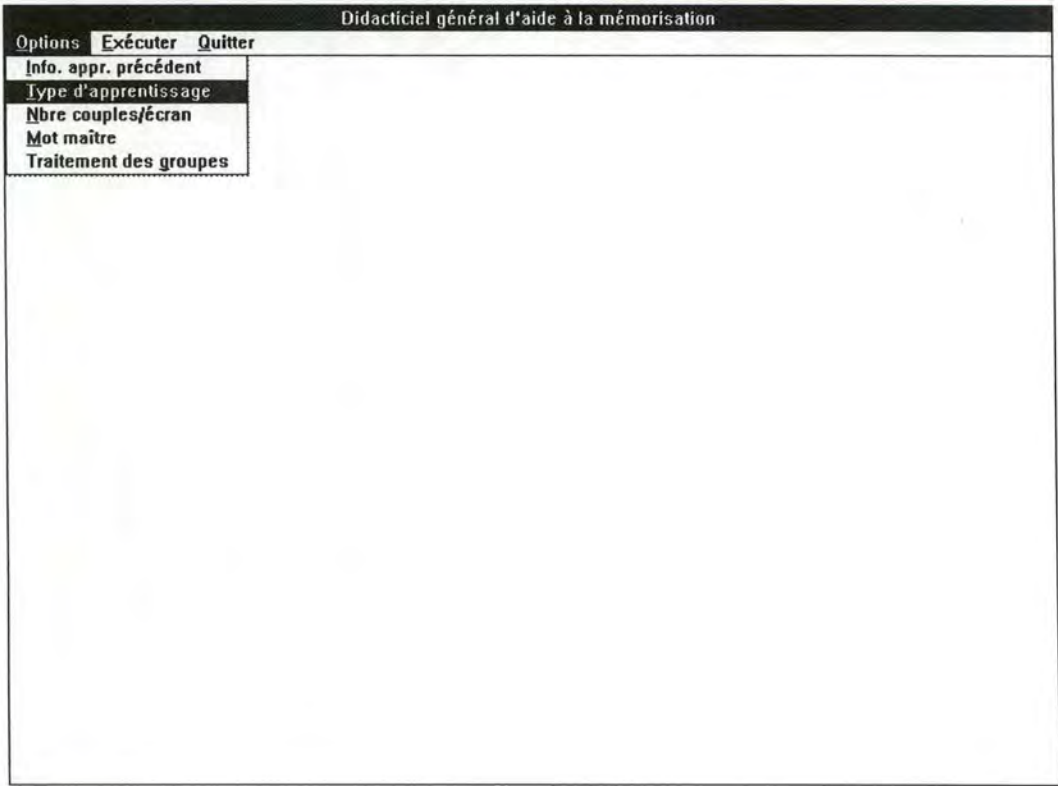 Didacticiel général d'aide à la mémorisation
Options Exécuter Quitter
Info. appr. précédent
Type d'apprentissage
Nbre couples/écran
Mot maître
Traitement des groupes